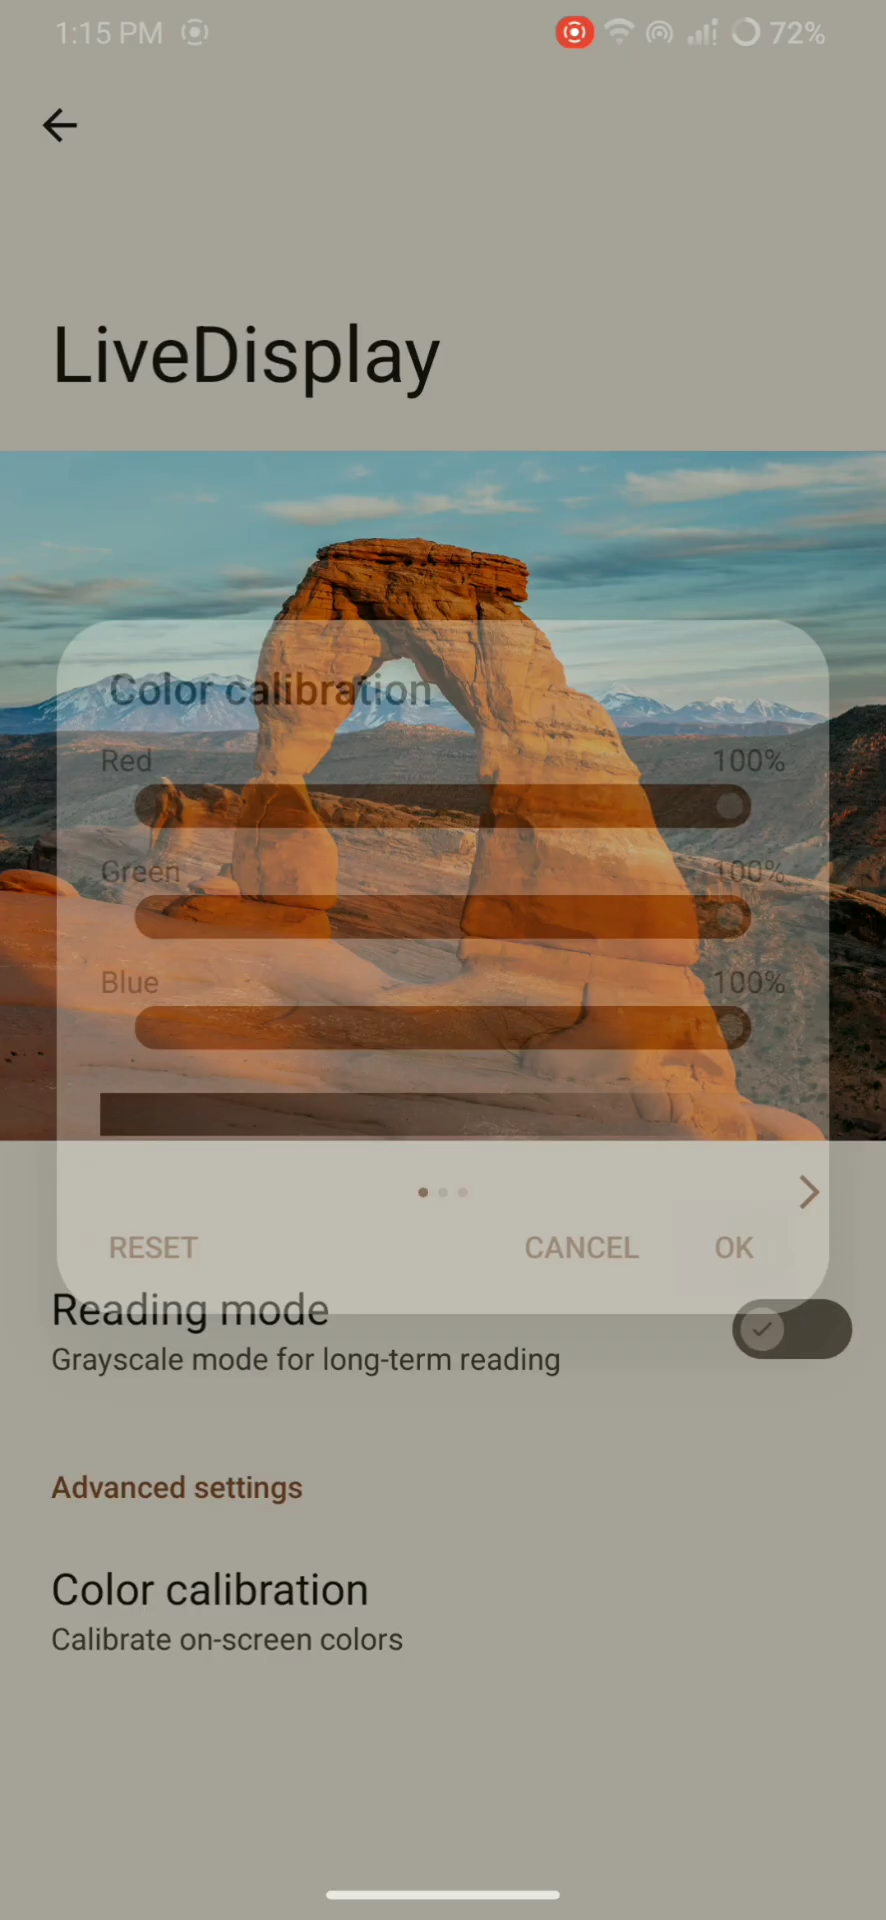 1:15 PM
72%
LiveDisplay
Color calibration
Red 100%
Green 100%
Blue 100%
RESET CANCEL OK
Reading mode
Grayscale mode for long-term reading
Advanced settings
Color calibration
Calibrate on-screen colors